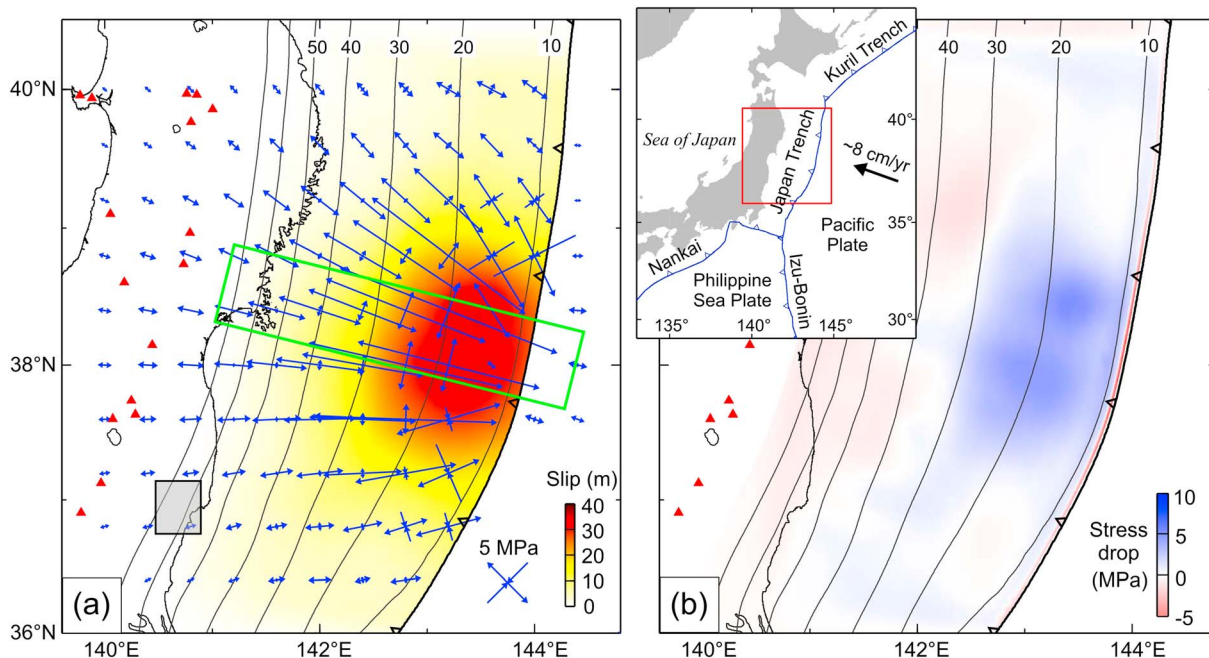 50 40 30 20 10
40°N
38°N
36°N
Slip (m)
40
30
20
10
0
5 MPa
(a)
140°E 142°E 144°E
Kuril Trench
Sea of Japan
Japan Trench
~8 cm/yr
Pacific
Plate
Nankai
Philippine
Sea Plate
Izu-Bonin
40°
35°
30°
135° 140° 145°
40 30 20 10
Stress
drop
(MPa)
10
5
0
-5
(b)
140°E 142°E 144°E